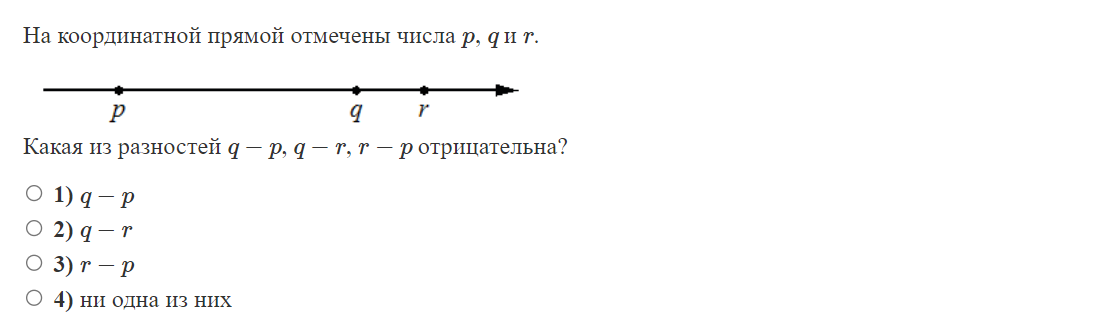 На координатной прямой отмечены числа p, q и r.
p q r
Какая из разностей q − p, q − r, r − p отрицательна?
1) q − p
2) q − r
3) r − p
4) ни одна из них